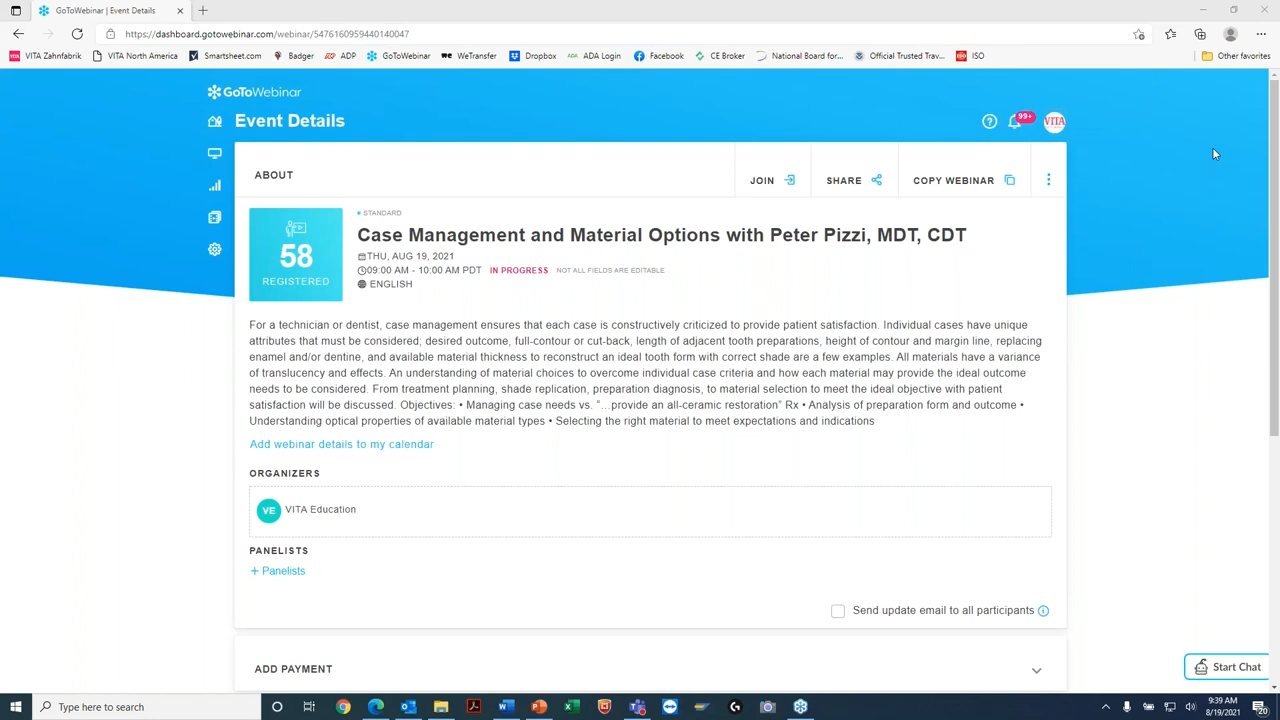 GoToWebinar | Event Details
https://dashboard.gotowebinar.com/webinar/5476160959440140047
VITA Zahnfabrik VITA North America Smartsheet.com Badger ADP GoToWebinar WeTransfer Dropbox ADA ADA Login Facebook CE Broker National Board for... Official Trusted Trav... ISO Other favorites
GoToWebinar
Event Details
99+
VITA
ABOUT
JOIN
SHARE
COPY WEBINAR
58
REGISTERED
STANDARD
Case Management and Material Options with Peter Pizzi, MDT, CDT
THU, AUG 19, 2021
09:00 AM - 10:00 AM PDT IN PROGRESS NOT ALL FIELDS ARE EDITABLE
ENGLISH
For a technician or dentist, case management ensures that each case is constructively criticized to provide patient satisfaction. Individual cases have unique
attributes that must be considered; desired outcome, full-contour or cut-back, length of adjacent tooth preparations, height of contour and margin line, replacing
enamel and/or dentine, and available material thickness to reconstruct an ideal tooth form with correct shade are a few examples. All materials have a variance
of translucency and effects. An understanding of material choices to overcome individual case criteria and how each material may provide the ideal outcome
needs to be considered. From treatment planning, shade replication, preparation diagnosis, to material selection to meet the ideal objective with patient
satisfaction will be discussed. Objectives: • Managing case needs vs. “...provide an all-ceramic restoration” Rx • Analysis of preparation form and outcome •
Understanding optical properties of available material types • Selecting the right material to meet expectations and indications
Add webinar details to my calendar
ORGANIZERS
VE VITA Education
PANELISTS
+ Panelists
Send update email to all participants
ADD PAYMENT
Start Chat
Type here to search
9:39 AM
8/19/2021
20